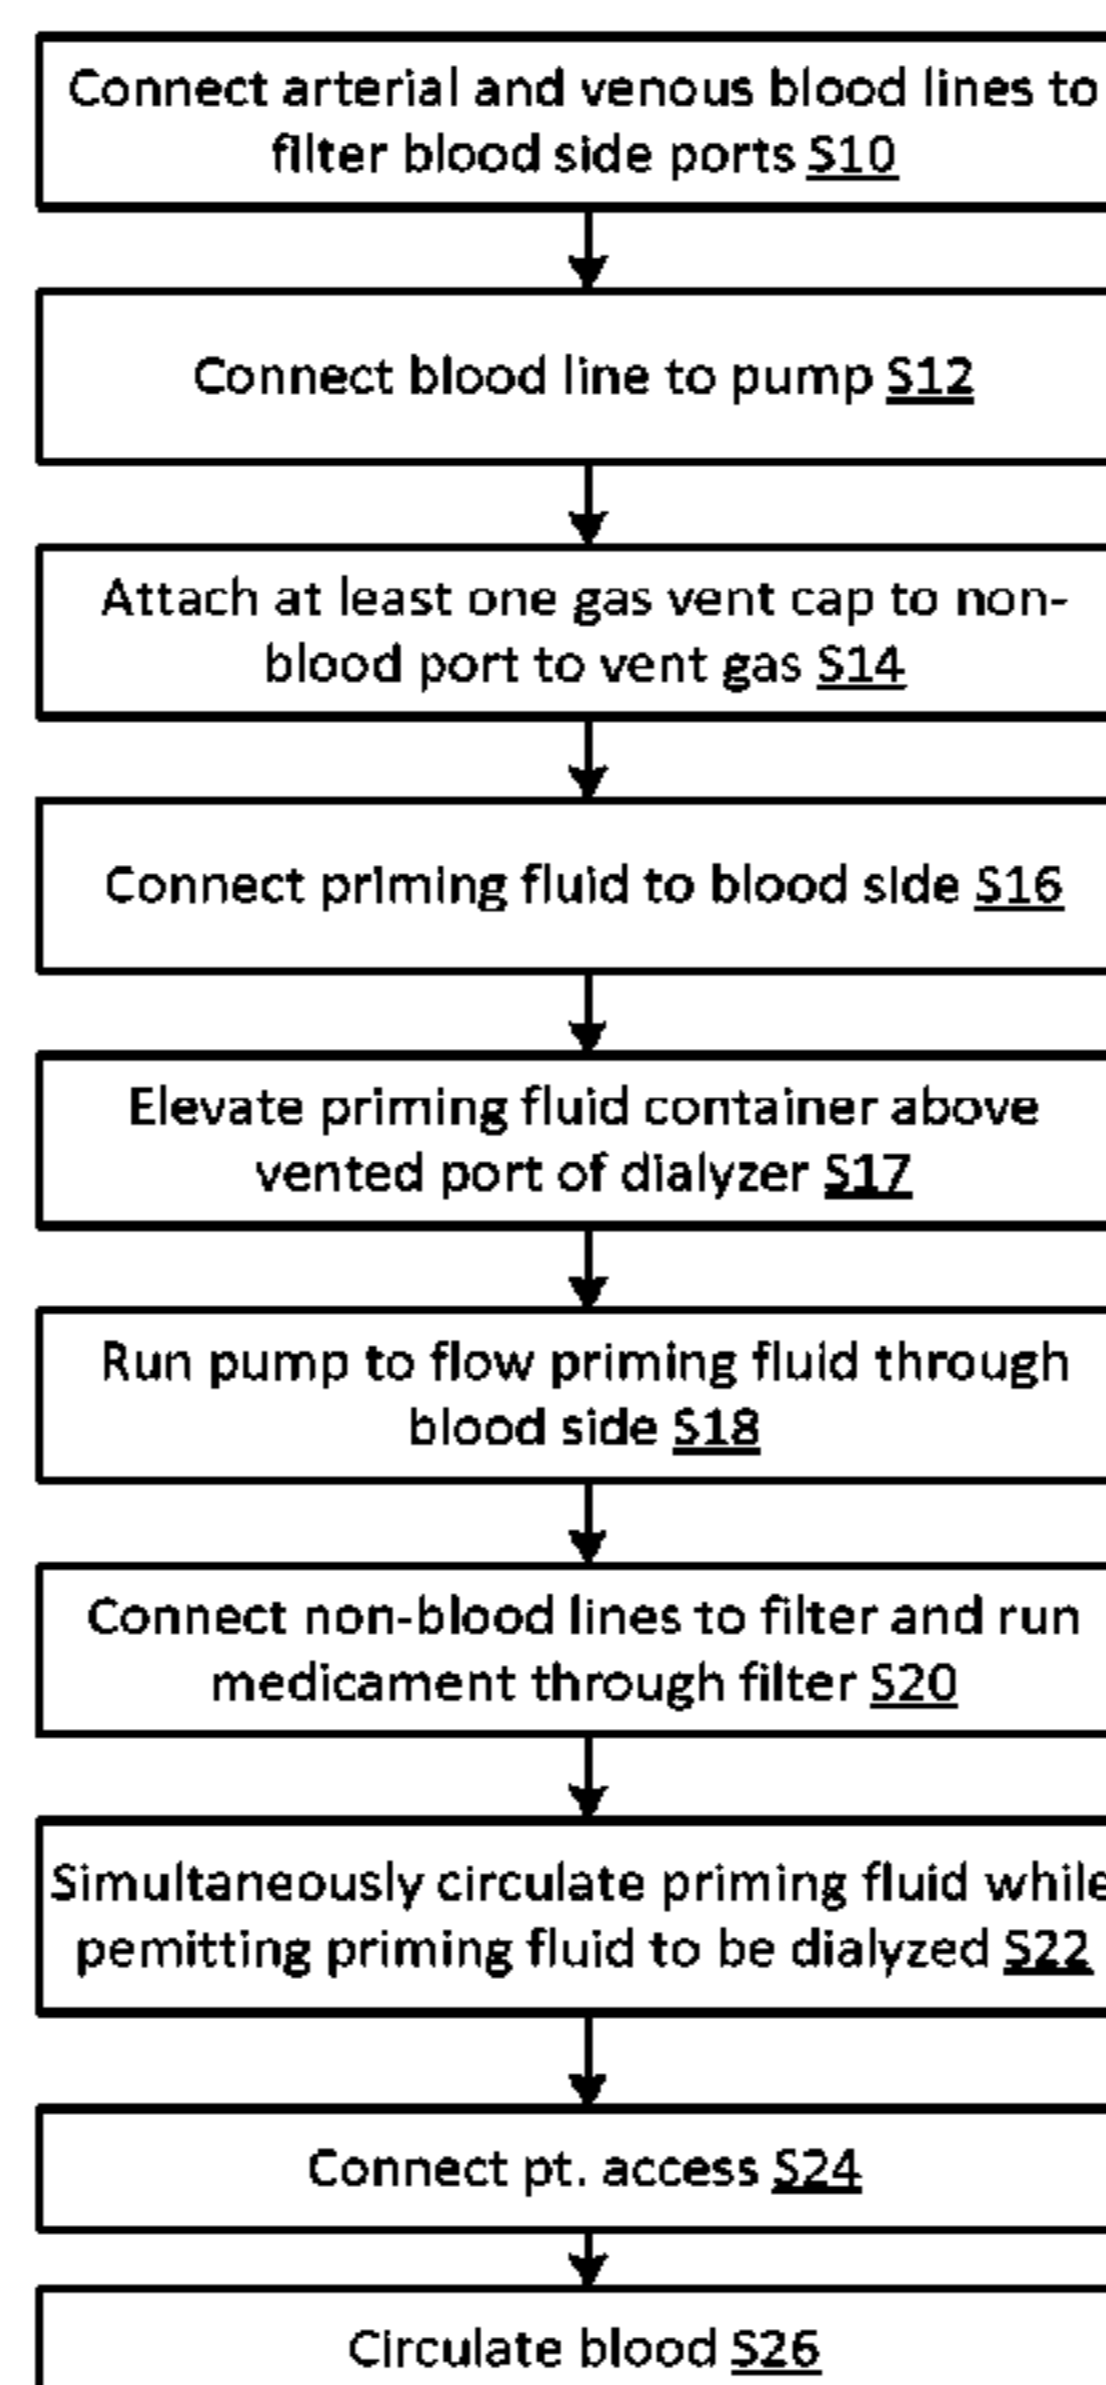 Connect arterial and venous blood lines to
filter blood side ports S10
Connect blood line to pump S12
Attach at least one gas vent cap to non-
blood port to vent gas S14
Connect priming fluid to blood side S16
Elevate priming fluid container above
vented port of dialyzer S17
Run pump to flow priming fluid through
blood side S18
Connect non-blood lines to filter and run
medicament through filter S20
Simultaneously circulate priming fluid while
pemitting priming fluid to be dialyzed S22
Connect pt. access S24
Circulate blood S26